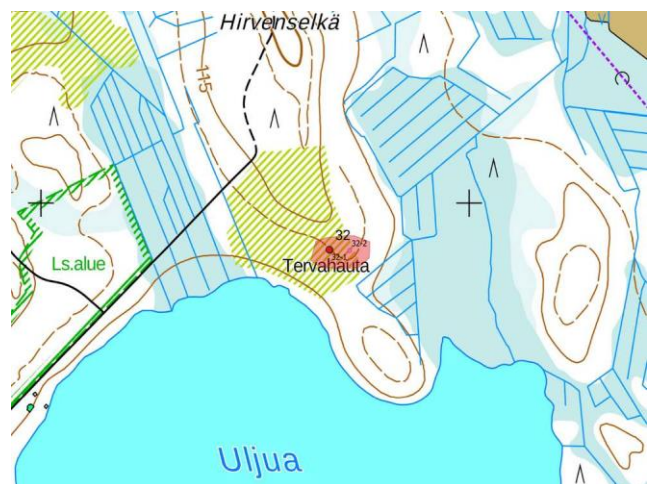 Hirvenselkä
115
32
32-2
32-1
Tervahauta
Ls.alue
Uljua